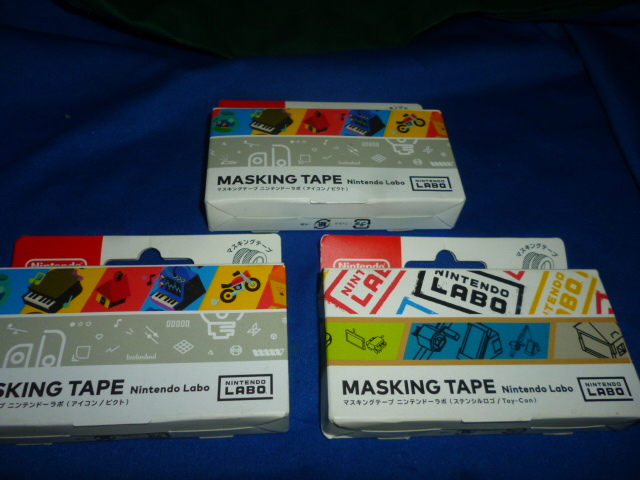 MASKING TAPE Nintendo Labo
マスキングテープ ニンテンドーラボ（アイコン/ピクト）
NINTENDO
LABO
Nintendo
マスキングテープ
SKING TAPE Nintendo Labo
プ ニンテンドーラボ（アイコン/ピクト）
NINTENDO
LABO
Nintendo
マスキングテープ
NINTENDO
LABO
MASKING TAPE Nintendo Labo
マスキングテープ ニンテンドーラボ（ステンシルロゴ/Toy-Con）
NINTENDO
LABO